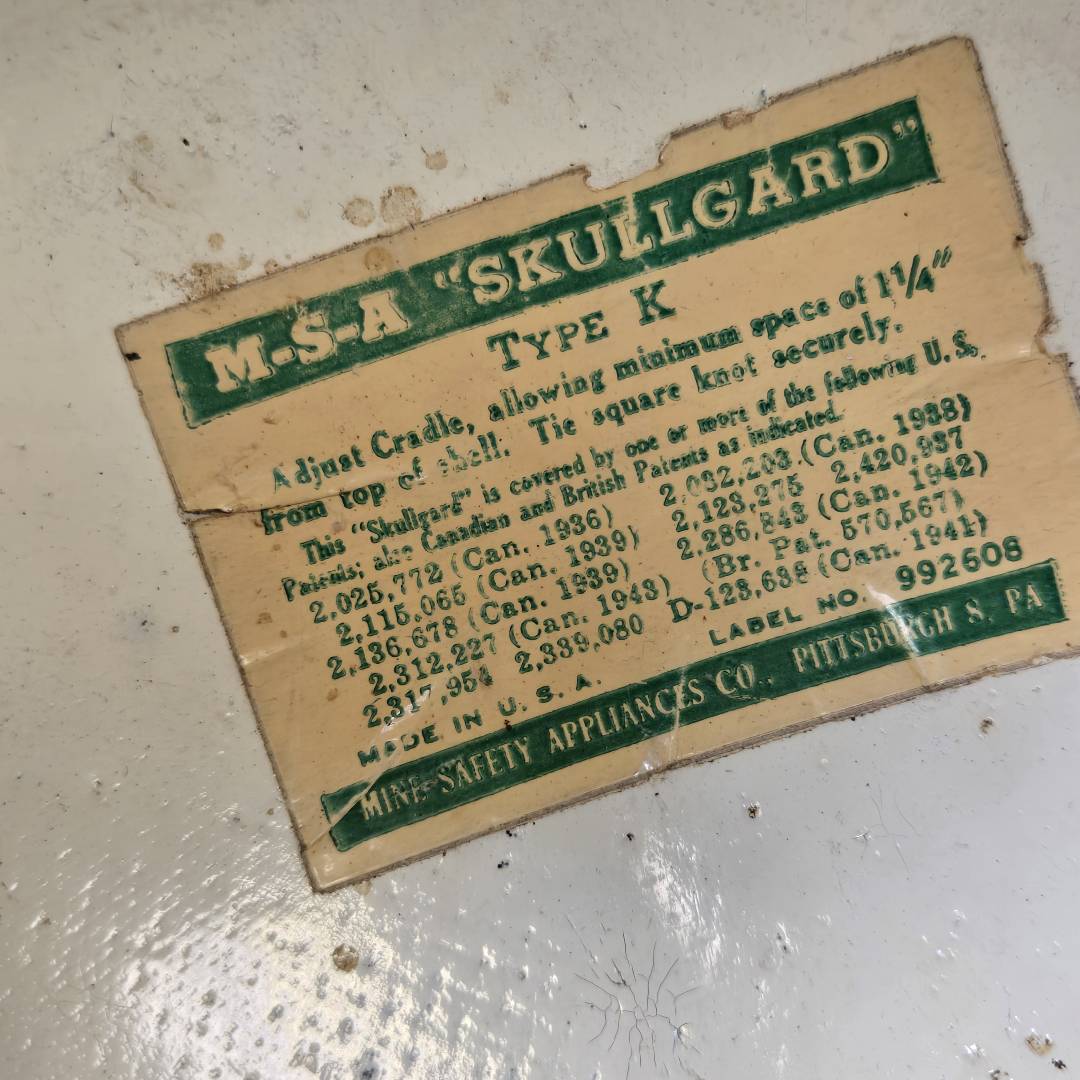 M-S-A "SKULLGARD"
TYPE K
Adjust Cradle, allowing minimum space of 1 1/4"
from top of shell. Tie square knot securely.
This "Skullgard" is covered by one or more of the following U.S.
Patents; also Canadian and British Patents as indicated.
2,025,772 (Can. 1936) 2,032,203 (Can. 1938)
2,115,065 (Can. 1939) 2,123,275 2,420,937
2,136,678 (Can. 1939) 2,286,843 (Can. 1942)
2,312,227 (Can. 1943) (Br. Pat. 570,567)
2,317,954 2,339,080 D-123,638 (Can. 1941)
MADE IN U.S.A. LABEL NO. 992608
MINE SAFETY APPLIANCES CO., PITTSBURGH 8, PA